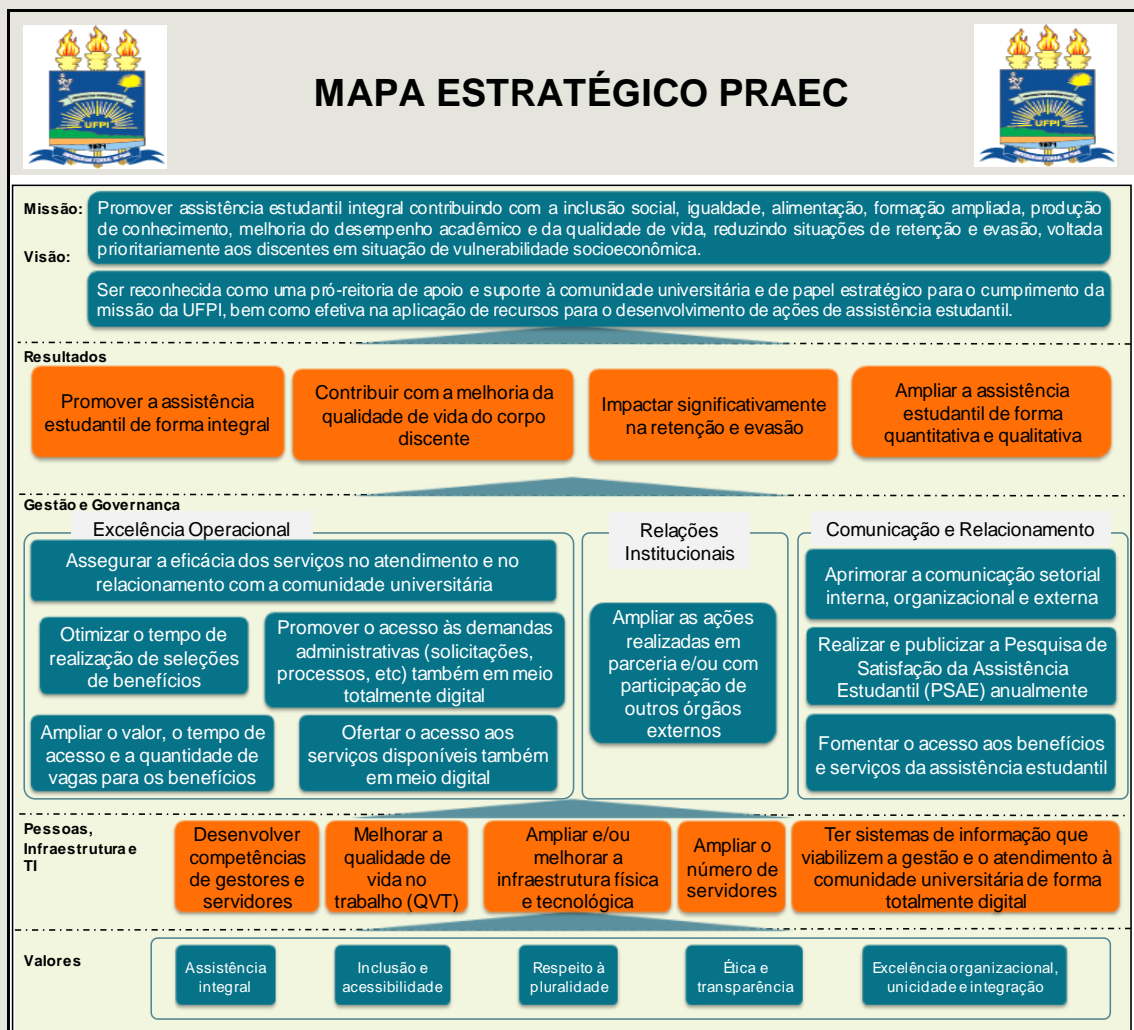 UFPI
UFPI
MAPA ESTRATÉGICO PRAEC
Missão:
Promover assistência estudantil integral contribuindo com a inclusão social, igualdade, alimentação, formação ampliada, produção
de conhecimento, melhoria do desempenho acadêmico e da qualidade de vida, reduzindo situações de retenção e evasão, voltada
prioritariamente aos discentes em situação de vulnerabilidade socioeconômica.
Visão:
Ser reconhecida como uma pró-reitoria de apoio e suporte à comunidade universitária e de papel estratégico para o cumprimento da
missão da UFPI, bem como efetiva na aplicação de recursos para o desenvolvimento de ações de assistência estudantil.
Resultados
Promover a assistência
estudantil de forma integral
Contribuir com a melhoria da
qualidade de vida do corpo
discente
Impactar significativamente
na retenção e evasão
Ampliar a assistência
estudantil de forma
quantitativa e qualitativa
Gestão e Governança
Excelência Operacional
Assegurar a eficácia dos serviços no atendimento e no
relacionamento com a comunidade universitária
Otimizar o tempo de
realização de seleções
de benefícios
Promover o acesso às demandas
administrativas (solicitações,
processos, etc) também em meio
totalmente digital
Ampliar o valor, o tempo de
acesso e a quantidade de
vagas para os benefícios
Ofertar o acesso aos
serviços disponíveis também
em meio digital
Relações
Institucionais
Ampliar as ações
realizadas em
parceria e/ou com
participação de
outros órgãos
externos
Comunicação e Relacionamento
Aprimorar a comunicação setorial
interna, organizacional e externa
Realizar e publicizar a Pesquisa de
Satisfação da Assistência
Estudantil (PSAE) anualmente
Fomentar o acesso aos benefícios
e serviços da assistência estudantil
Pessoas,
Infraestrutura e
TI
Desenvolver
competências
de gestores e
servidores
Melhorar a
qualidade de
vida no
trabalho (QVT)
Ampliar e/ou
melhorar a
infraestrutura física
e tecnológica
Ampliar o
número de
servidores
Ter sistemas de informação que
viabilizem a gestão e o atendimento à
comunidade universitária de forma
totalmente digital
Valores
Assistência
integral
Inclusão e
acessibilidade
Respeito à
pluralidade
Ética e
transparência
Excelência organizacional,
unicidade e integração